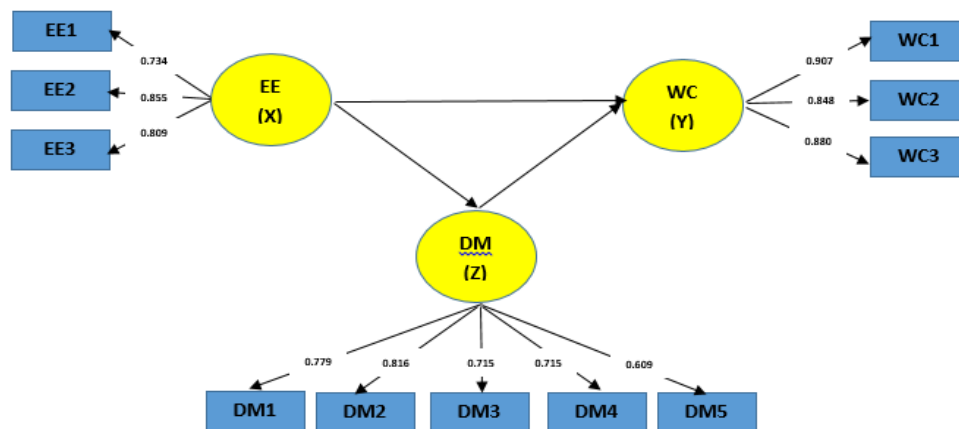 EE1
0.734
EE2
0.855
EE3
0.809
EE
(X)
WC
(Y)
0.907
WC1
0.848
WC2
0.880
WC3
DM
(Z)
0.779
0.816
0.715
0.715
0.609
DM1
DM2
DM3
DM4
DM5